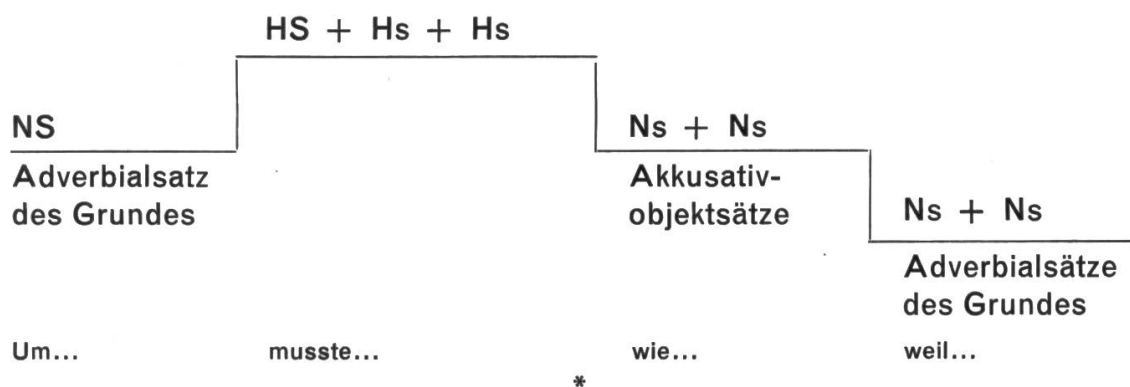 HS + Hs + Hs
NS
Ns + Ns
Adverbialsatz
des Grundes
Akkusativ-
objektsätze
Ns + Ns
Adverbialsätze
des Grundes
Um... musste... wie... weil...
*